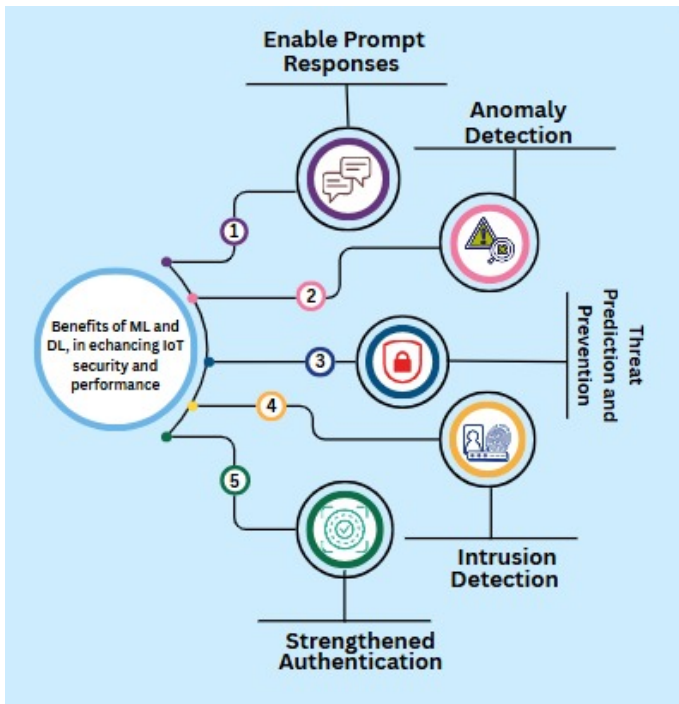 Enable Prompt
Responses
Anomaly
Detection
1
2
Benefits of ML and
DL, in echancing IoT
security and
performance
3
Threat
Prediction and
Prevention
4
5
Intrusion
Detection
Strengthened
Authentication